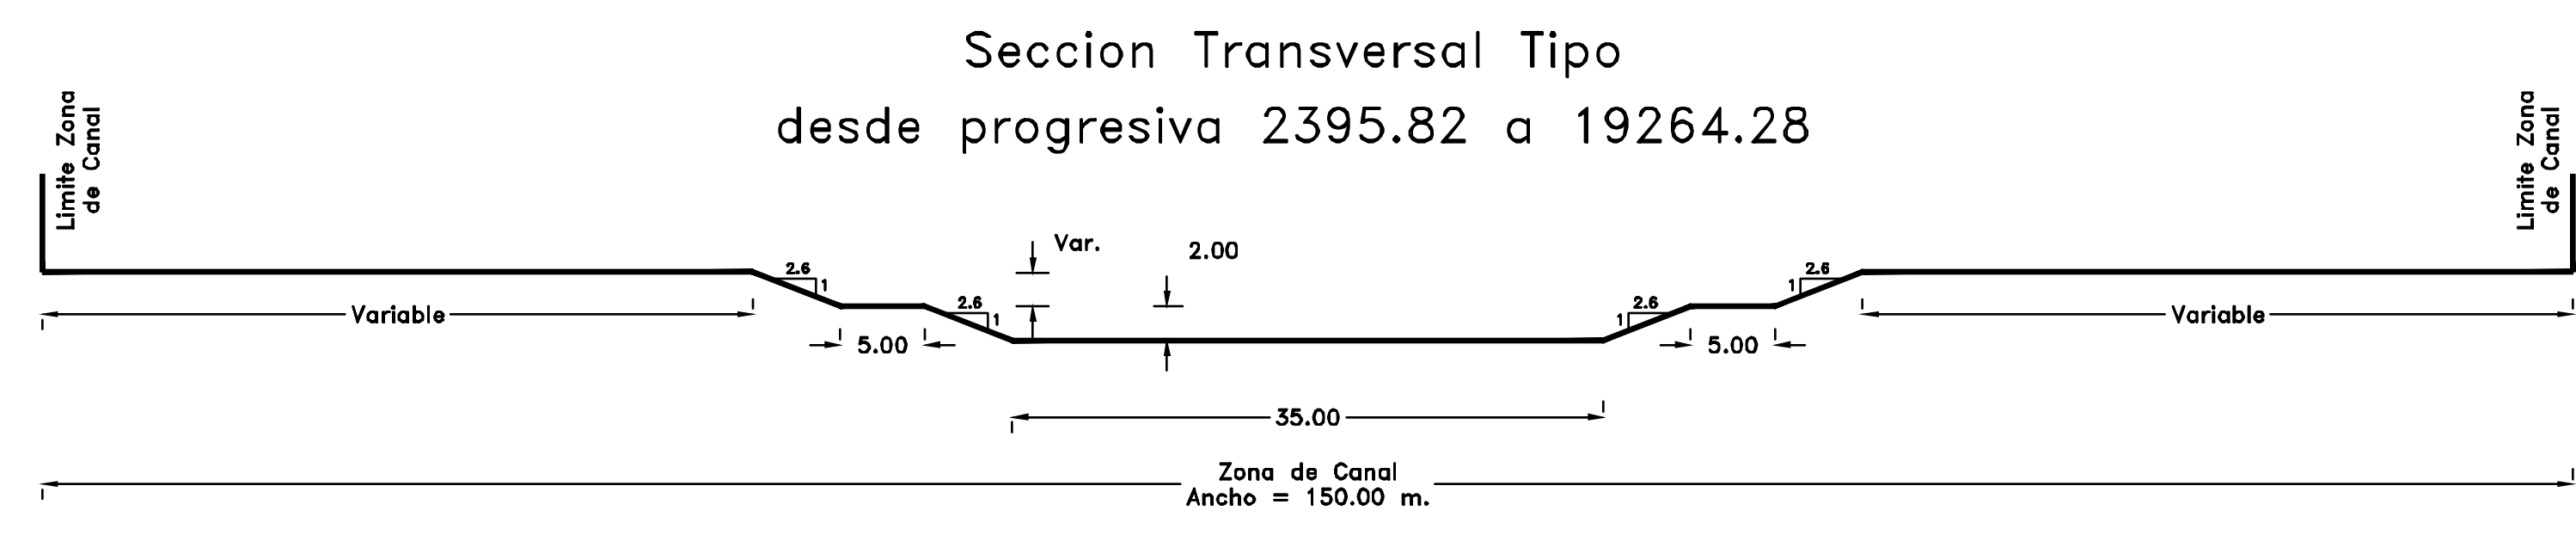 Seccion Transversal Tipo
desde progresiva 2395.82 a 19264.28
Limite Zona
de Canal
Limite Zona
de Canal
Var.
2.00
2.6
1
2.6
1
2.6
1
2.6
1
Variable
5.00
5.00
Variable
35.00
Zona de Canal
Ancho = 150.00 m.